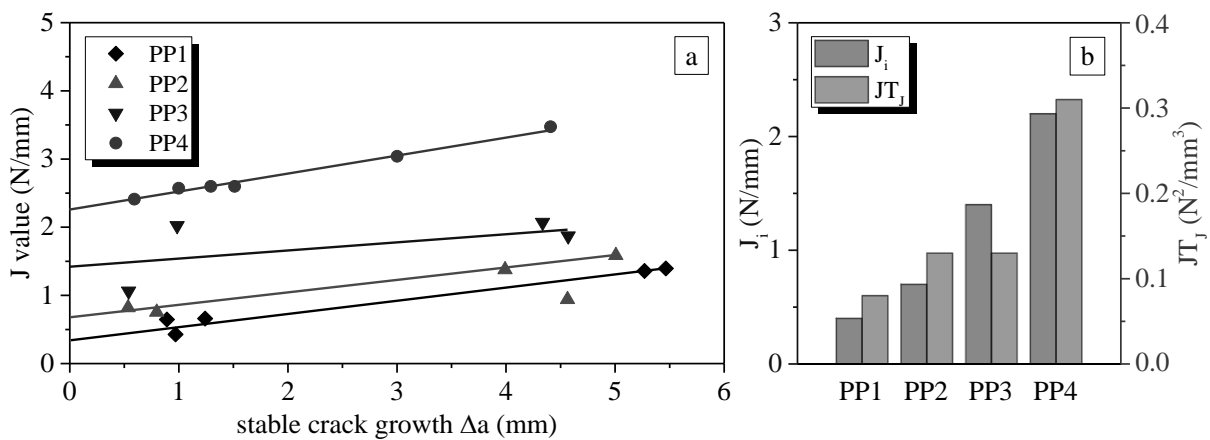 5
4
3
2
1
0
J value (N/mm)
PP1
PP2
PP3
PP4
a
0 1 2 3 4 5 6
stable crack growth Δa (mm)
3
2
1
0
J_i (N/mm)
J_i
JT_J
b
0.4
0.3
0.2
0.1
0.0
JT_J (N²/mm³)
PP1 PP2 PP3 PP4